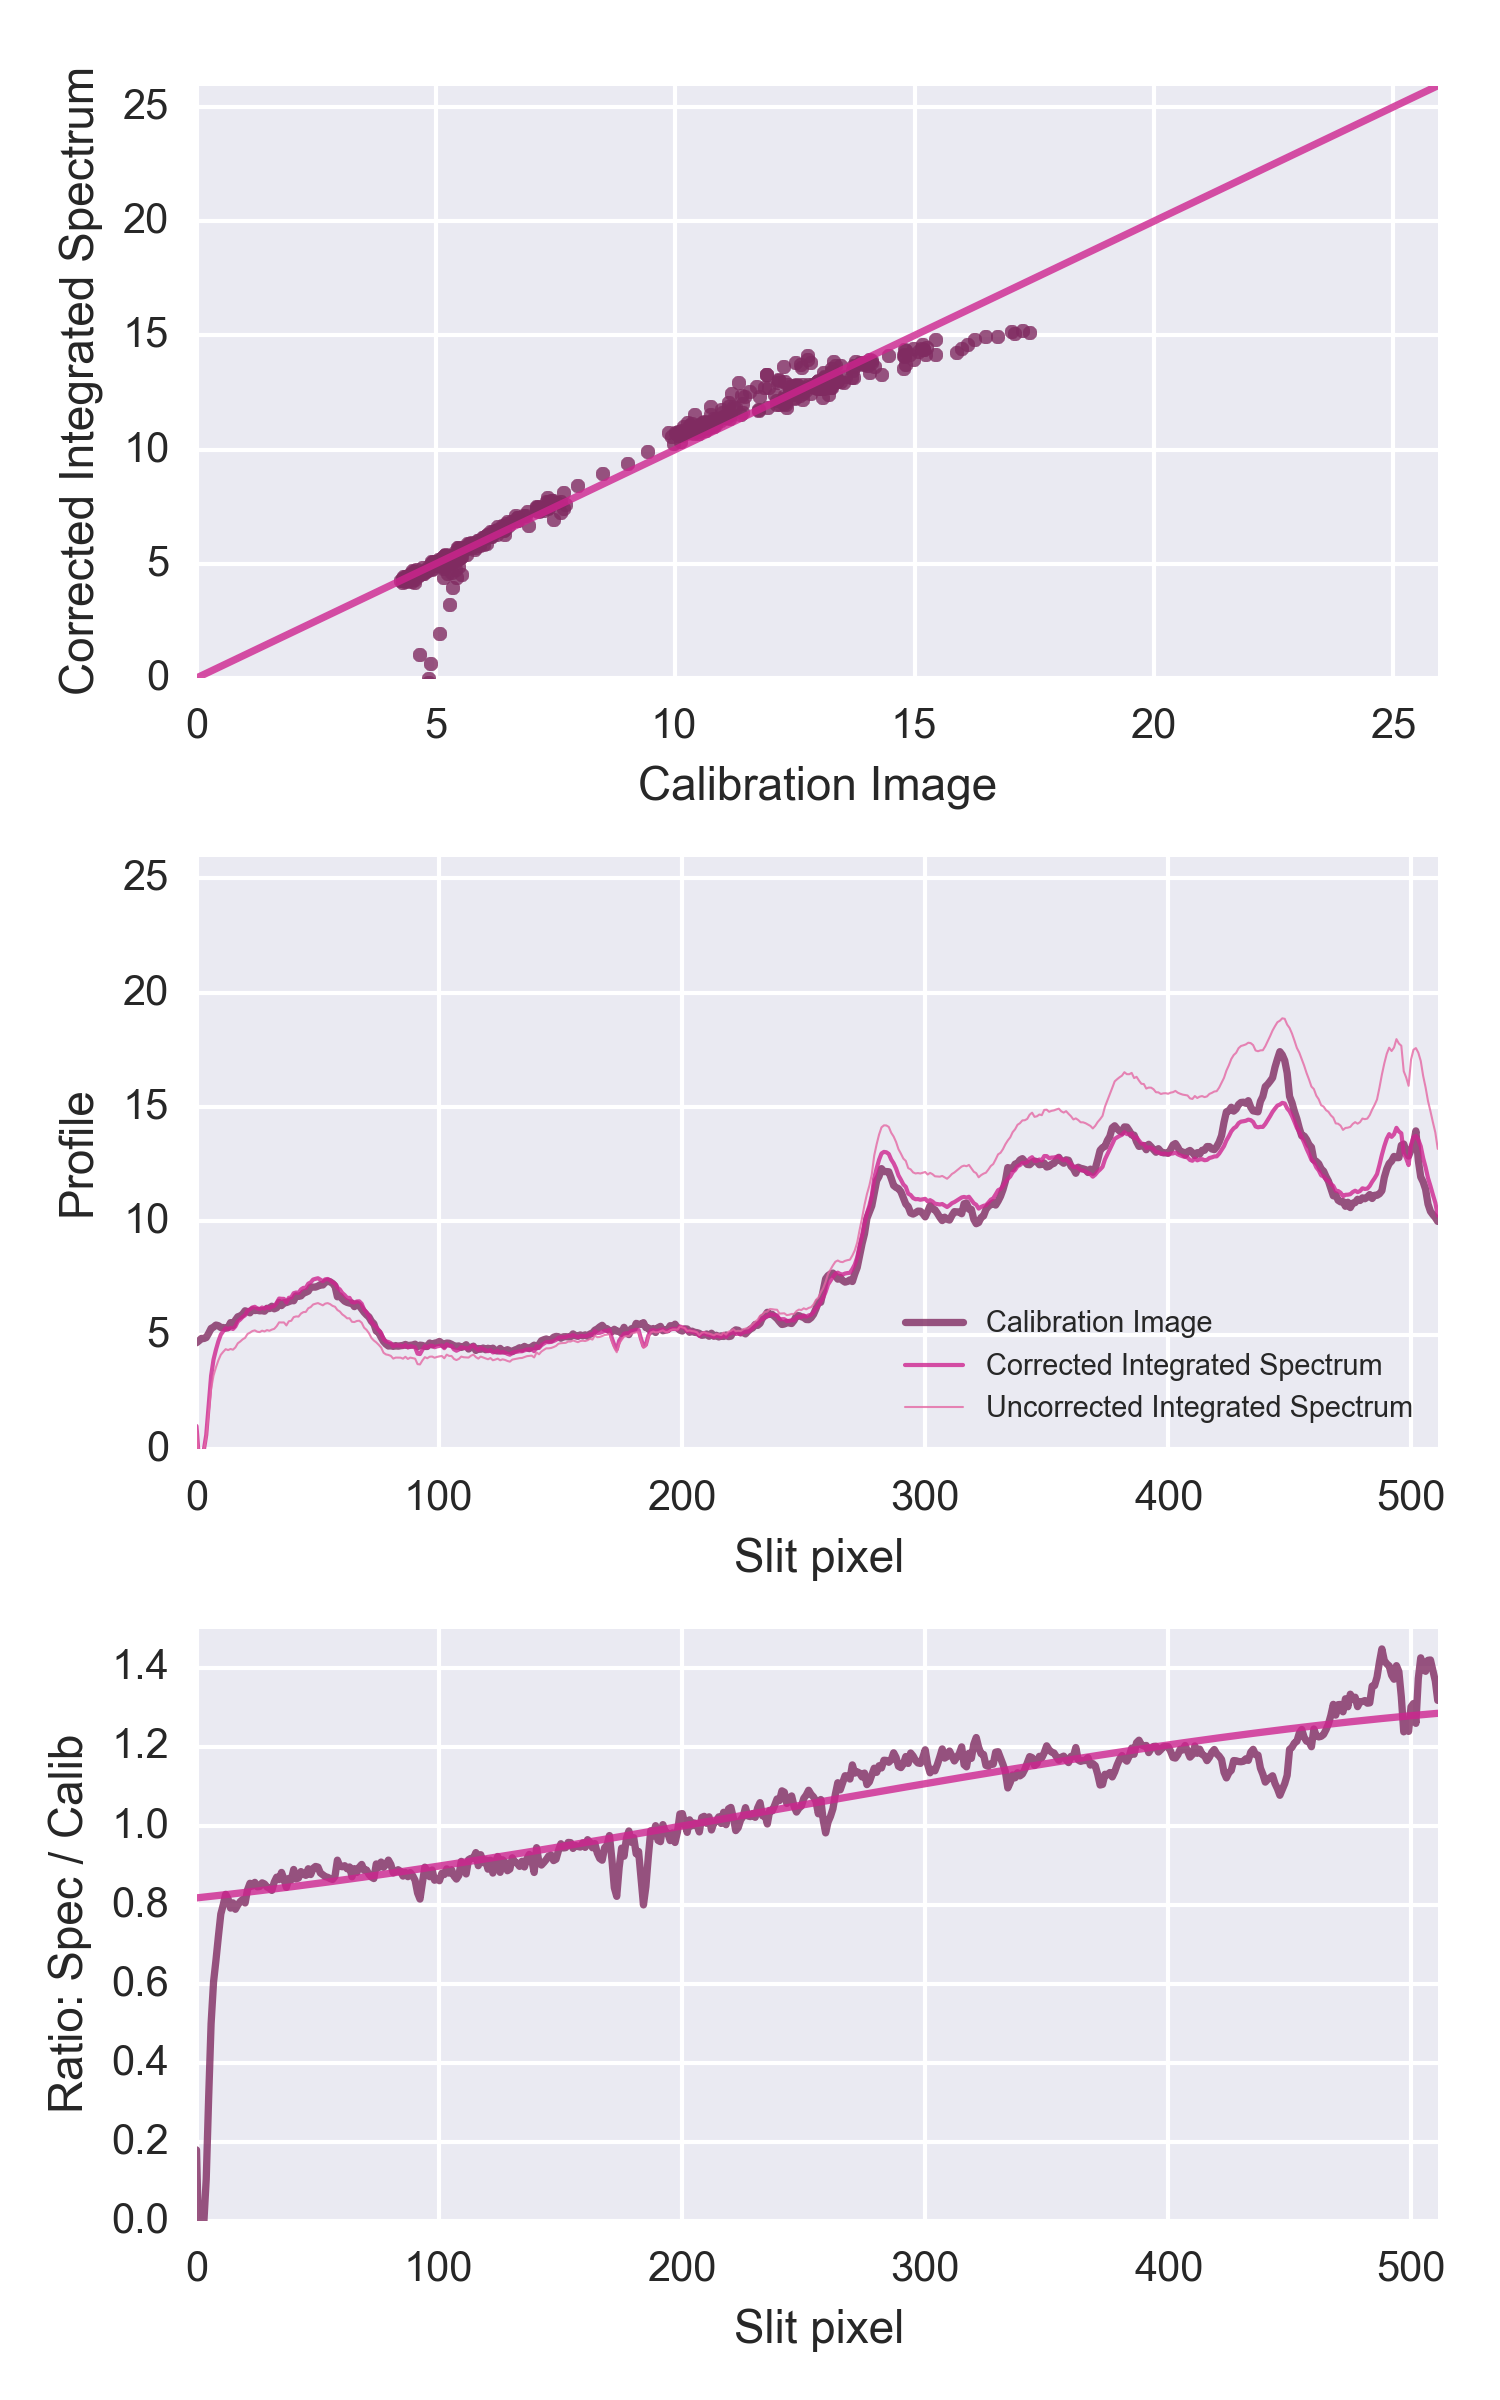 Corrected Integrated Spectrum
25
20
15
10
5
0
0 5 10 15 20 25
Calibration Image
Profile
25
20
15
10
5
0
Calibration Image
Corrected Integrated Spectrum
Uncorrected Integrated Spectrum
0 100 200 300 400 500
Slit pixel
Ratio: Spec / Calib
1.4
1.2
1.0
0.8
0.6
0.4
0.2
0.0
0 100 200 300 400 500
Slit pixel